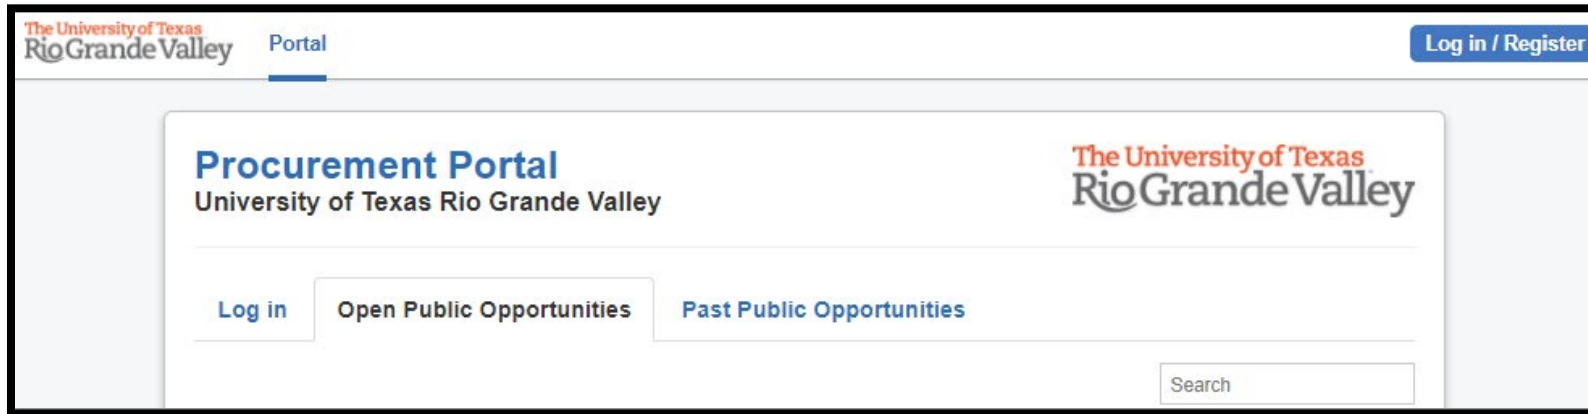 The University of Texas
Rio Grande Valley
Portal
Log in / Register
Procurement Portal
University of Texas Rio Grande Valley
The University of Texas
Rio Grande Valley
Log in
Open Public Opportunities
Past Public Opportunities
Search